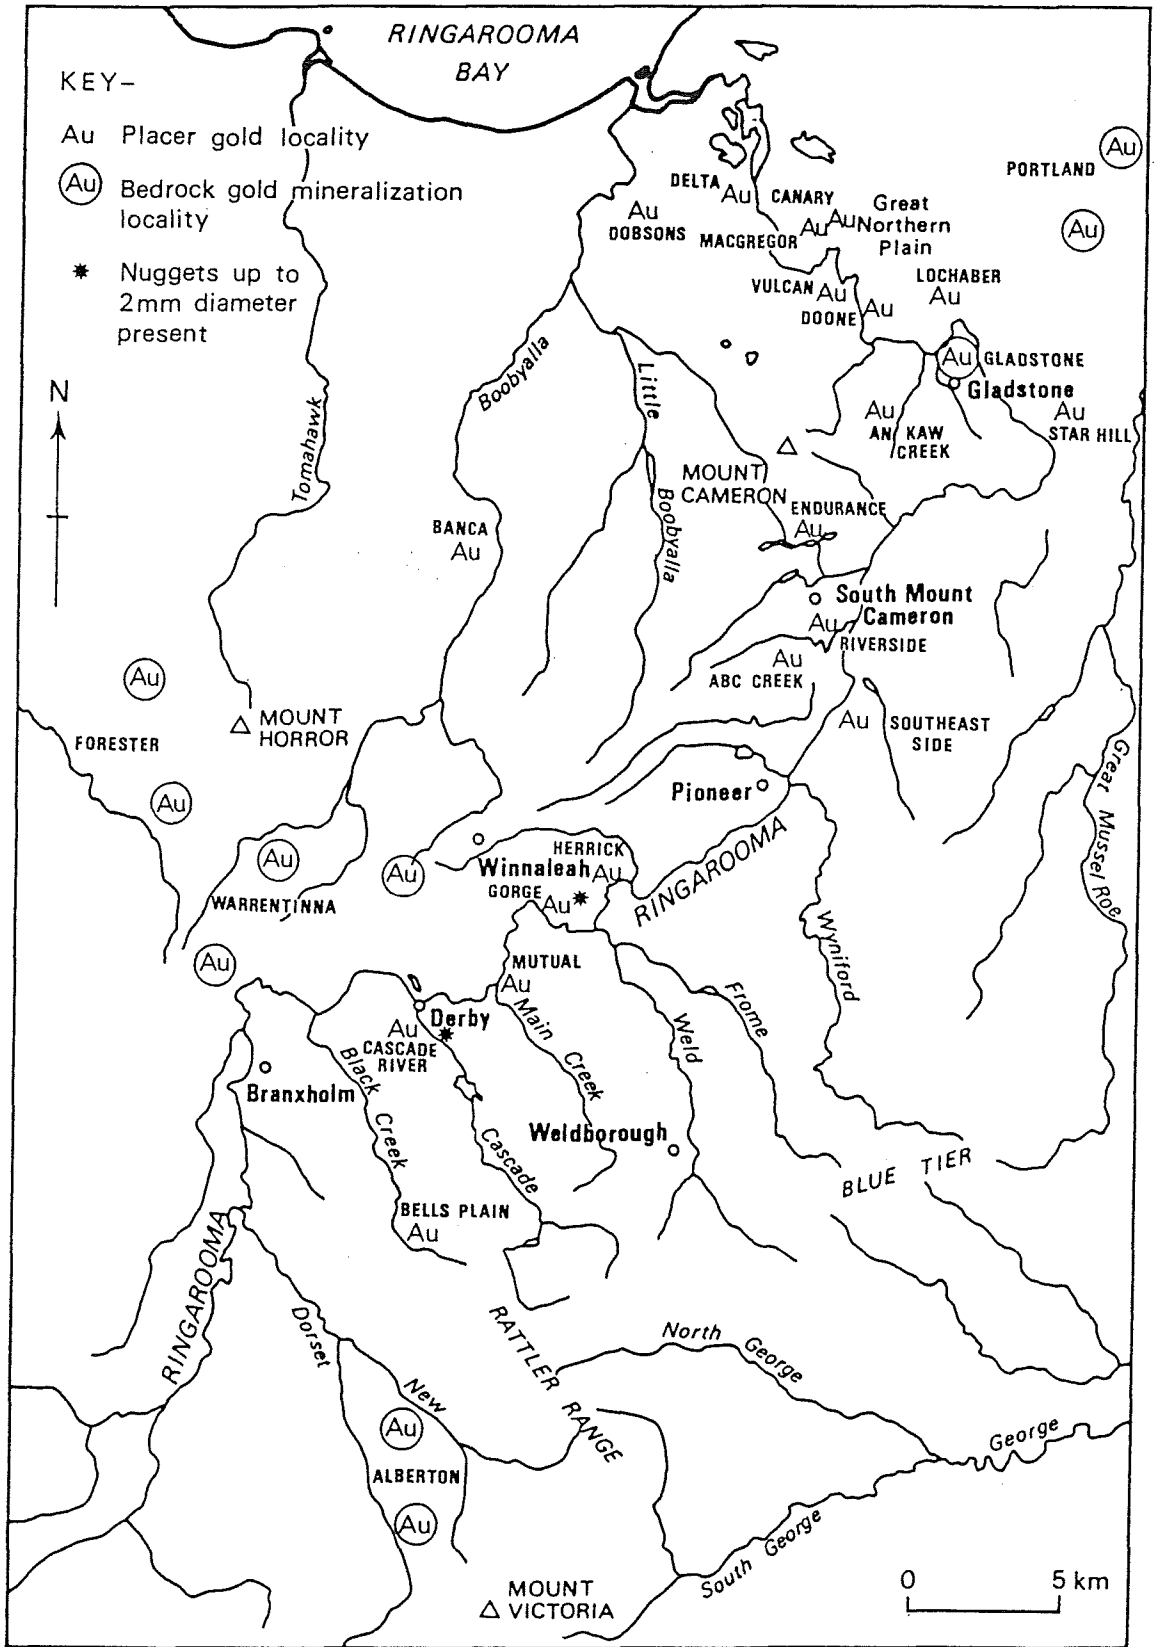 RINGAROOMA
BAY
KEY–
Au Placer gold locality
Au Bedrock gold mineralization
locality
* Nuggets up to
2mm diameter
present
N
PORTLAND
Au
Au
DELTA
Au
CANARY
Au
Au
Great
Northern
Plain
Au
DOBSONS
MACGREGOR
VULCAN
Au
DOONE
Au
LOCHABER
Au
Au
GLADSTONE
Gladstone
Au
AN KAW
CREEK
Au
STAR HILL
Boobyalla
Little
Boobyalla
Tomahawk
MOUNT
CAMERON
ENDURANCE
Au
BANCA
Au
South Mount
Cameron
Au
RIVERSIDE
Au
ABC CREEK
Au
SOUTHEAST
SIDE
Au
MOUNT
HORROR
FORESTER
Au
Great Mussel Roe
Pioneer
RINGAROOMA
Au
WARRENTINNA
Au
Winnaleah
HERRICK
Au
GORGE
Au *
Wyniford
Au
MUTUAL
Au
Main Creek
Weld
Frome
Derby
*
Au
CASCADE
RIVER
Black Creek
Branxholm
Cascade
Weldborough
BLUE TIER
BELLS PLAIN
Au
RINGAROOMA
Dorset
RATTLER RANGE
North George
New
Au
ALBERTON
Au
George
South George
MOUNT
VICTORIA
0 5 km